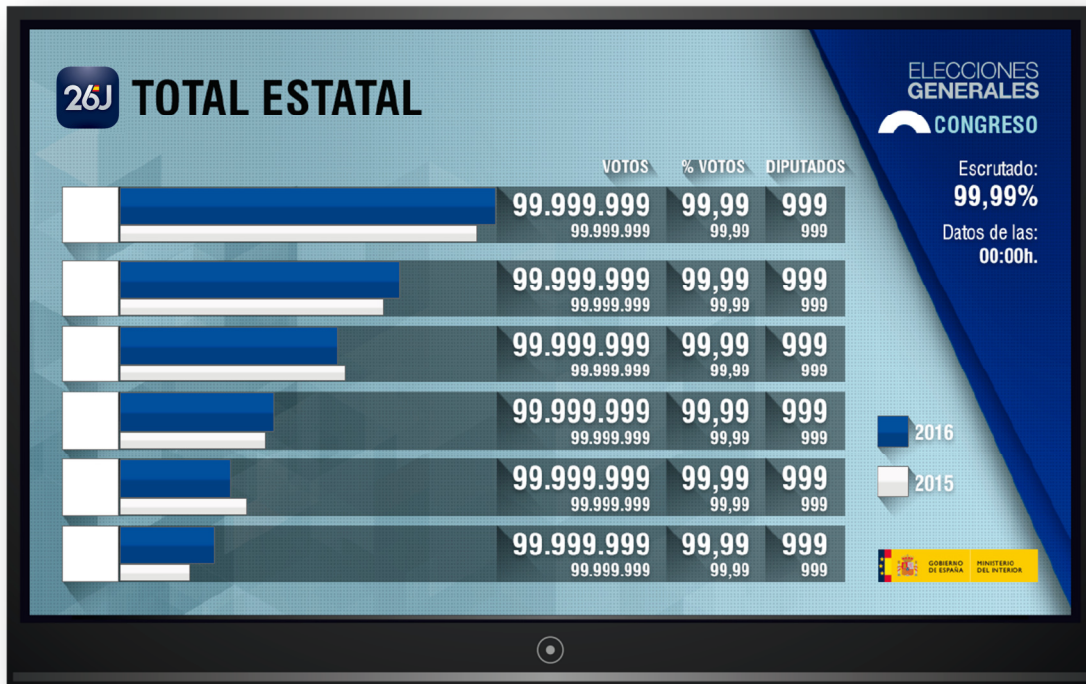 26J TOTAL ESTATAL
ELECCIONES
GENERALES
CONGRESO
Escrutado:
99,99%
Datos de las:
00:00h.
VOTOS % VOTOS DIPUTADOS
99.999.999 99,99 999
99.999.999 99,99 999
99.999.999 99,99 999
99.999.999 99,99 999
99.999.999 99,99 999
99.999.999 99,99 999
99.999.999 99,99 999
99.999.999 99,99 999
99.999.999 99,99 999
99.999.999 99,99 999
99.999.999 99,99 999
99.999.999 99,99 999
2016
2015
GOBIERNO MINISTERIO
DE ESPAÑA DEL INTERIOR